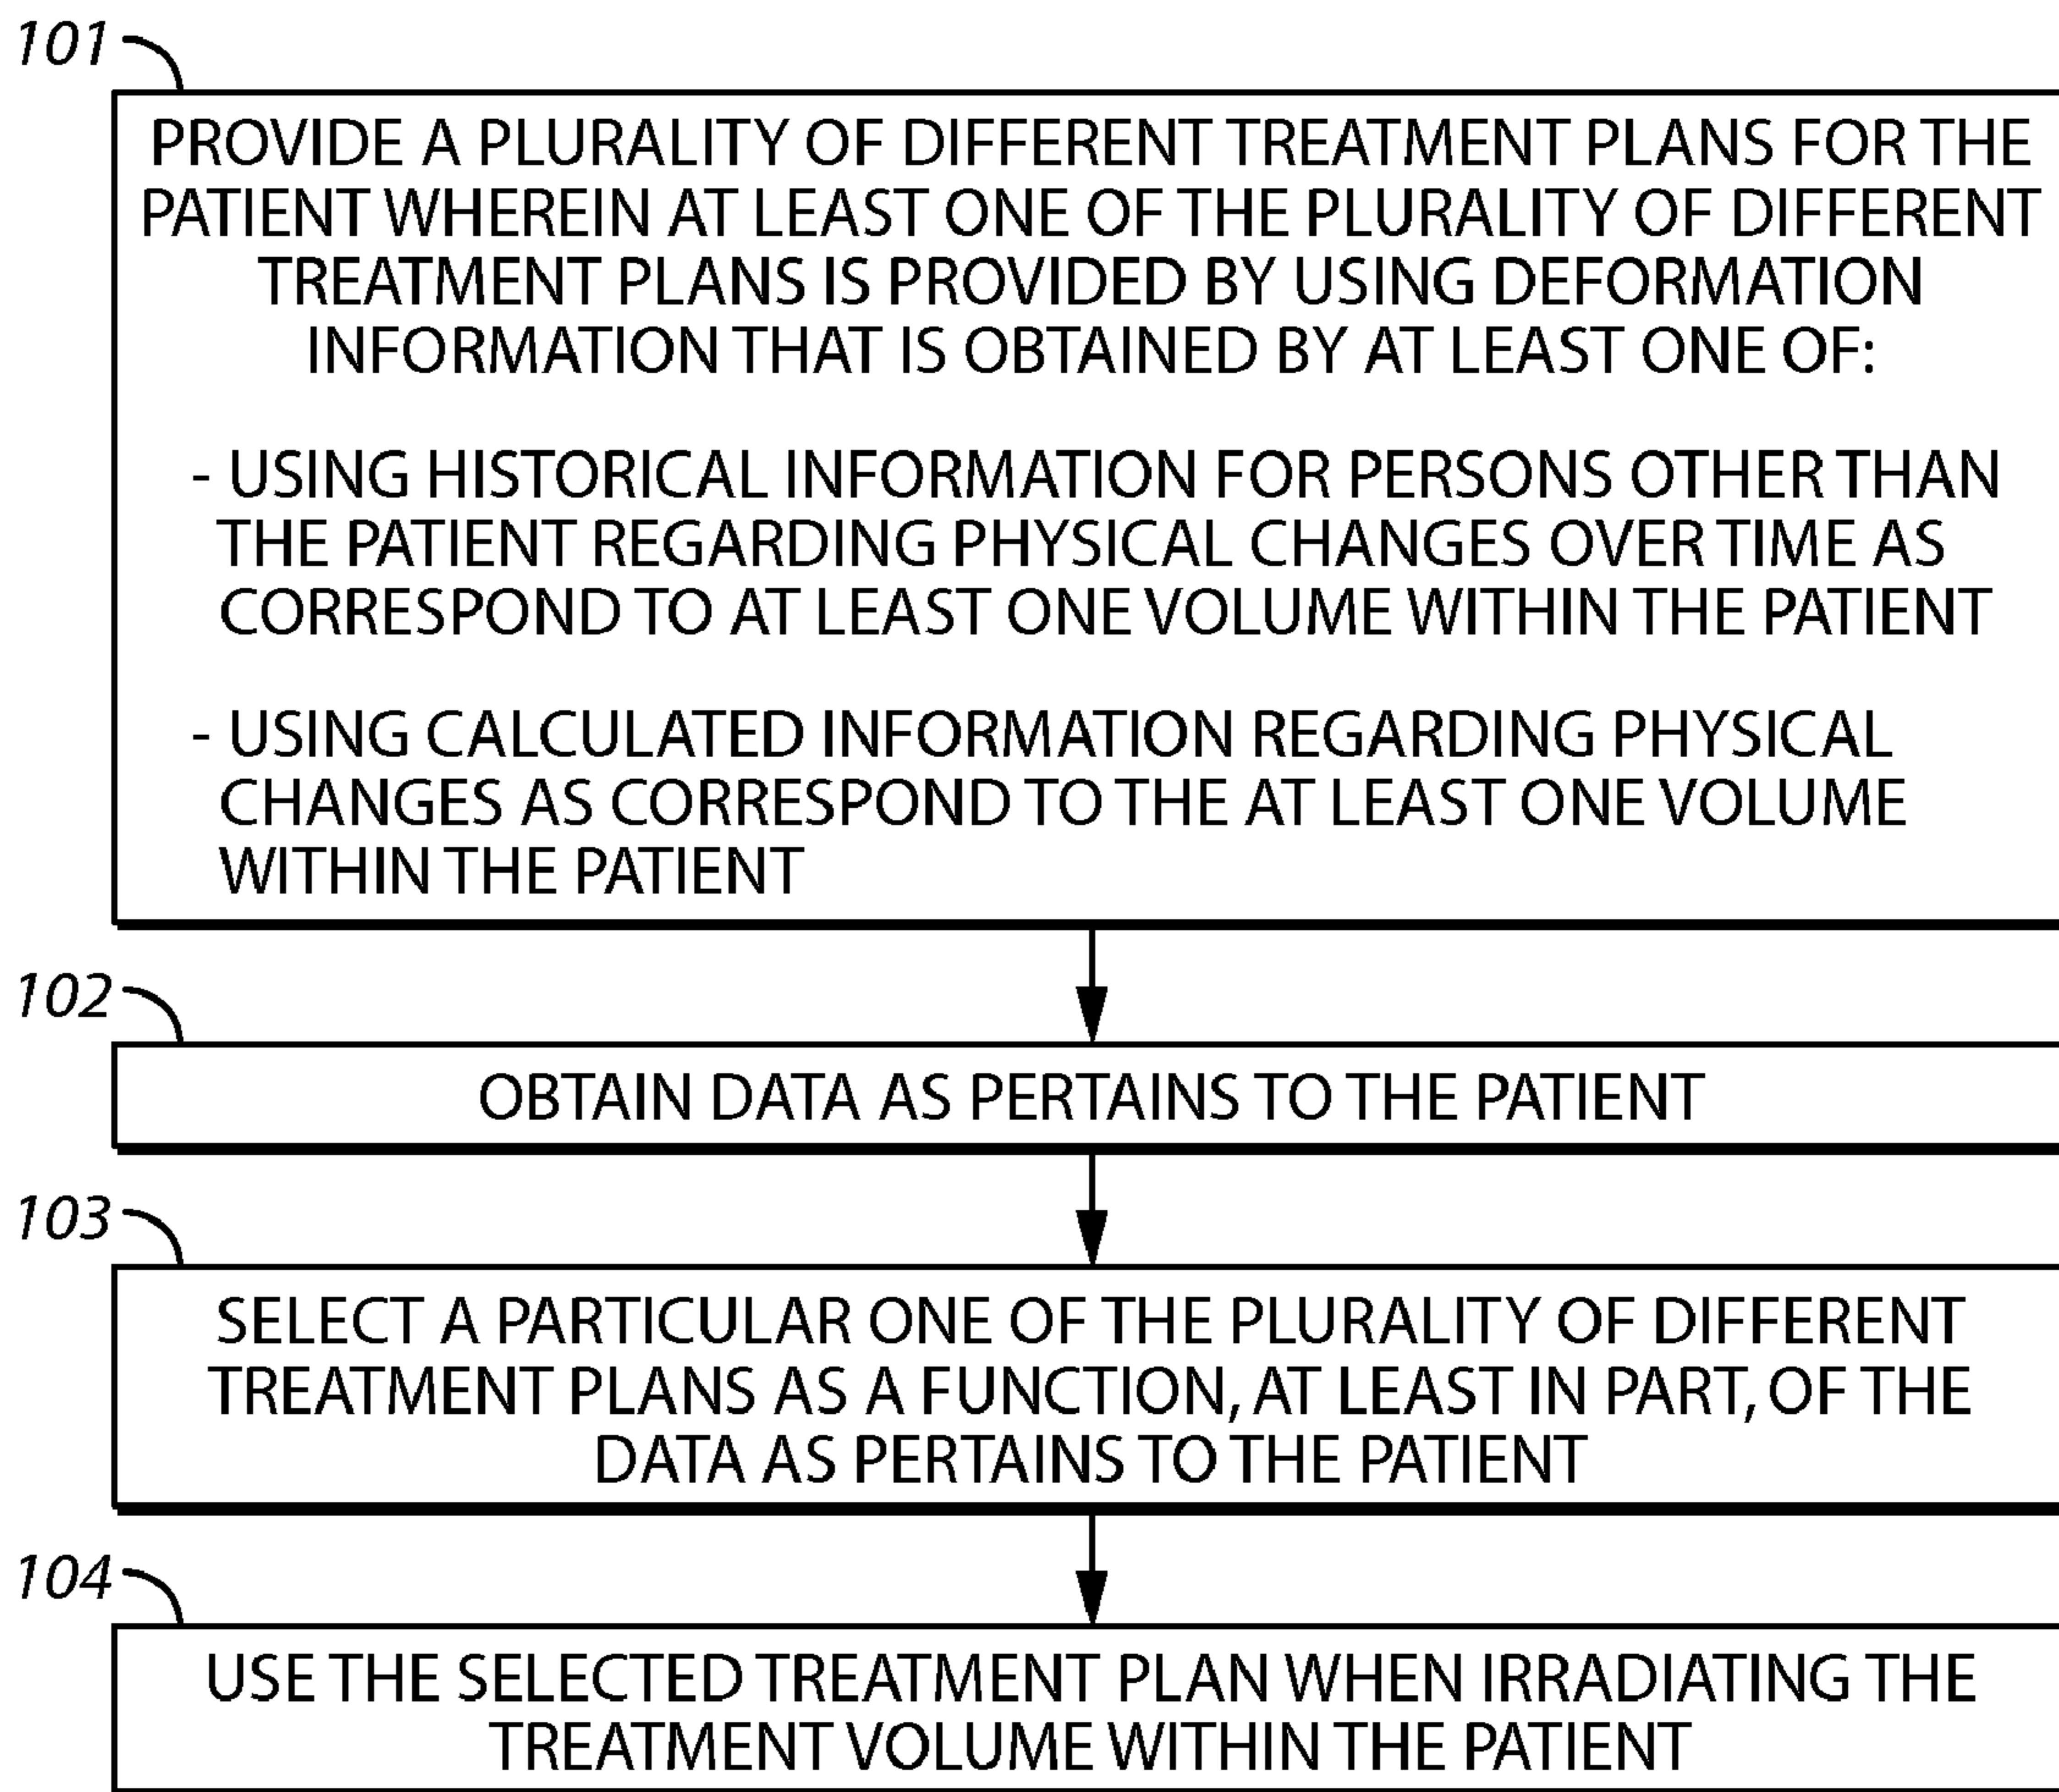 101
PROVIDE A PLURALITY OF DIFFERENT TREATMENT PLANS FOR THE
PATIENT WHEREIN AT LEAST ONE OF THE PLURALITY OF DIFFERENT
TREATMENT PLANS IS PROVIDED BY USING DEFORMATION
INFORMATION THAT IS OBTAINED BY AT LEAST ONE OF:
- USING HISTORICAL INFORMATION FOR PERSONS OTHER THAN
THE PATIENT REGARDING PHYSICAL CHANGES OVER TIME AS
CORRESPOND TO AT LEAST ONE VOLUME WITHIN THE PATIENT
- USING CALCULATED INFORMATION REGARDING PHYSICAL
CHANGES AS CORRESPOND TO THE AT LEAST ONE VOLUME
WITHIN THE PATIENT
102
OBTAIN DATA AS PERTAINS TO THE PATIENT
103
SELECT A PARTICULAR ONE OF THE PLURALITY OF DIFFERENT
TREATMENT PLANS AS A FUNCTION, AT LEAST IN PART, OF THE
DATA AS PERTAINS TO THE PATIENT
104
USE THE SELECTED TREATMENT PLAN WHEN IRRADIATING THE
TREATMENT VOLUME WITHIN THE PATIENT